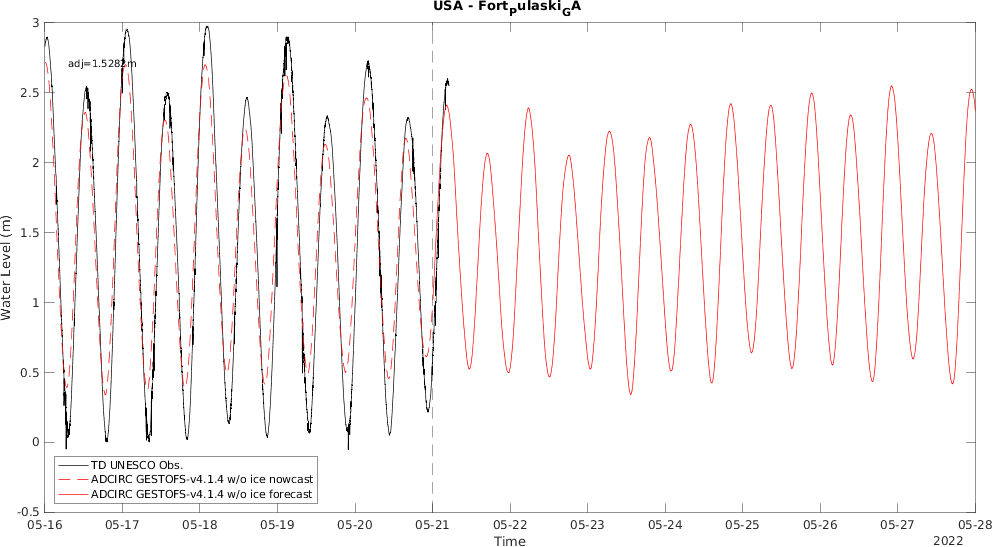 USA - Fort_Pulaski_GA
3
adj=1.5282m
2.5
2
1.5
1
0.5
0
-0.5
Water Level (m)
TD UNESCO Obs.
ADCIRC GESTOFS-v4.1.4 w/o ice nowcast
ADCIRC GESTOFS-v4.1.4 w/o ice forecast
05-16 05-17 05-18 05-19 05-20 05-21 05-22 05-23 05-24 05-25 05-26 05-27 05-28
Time
2022